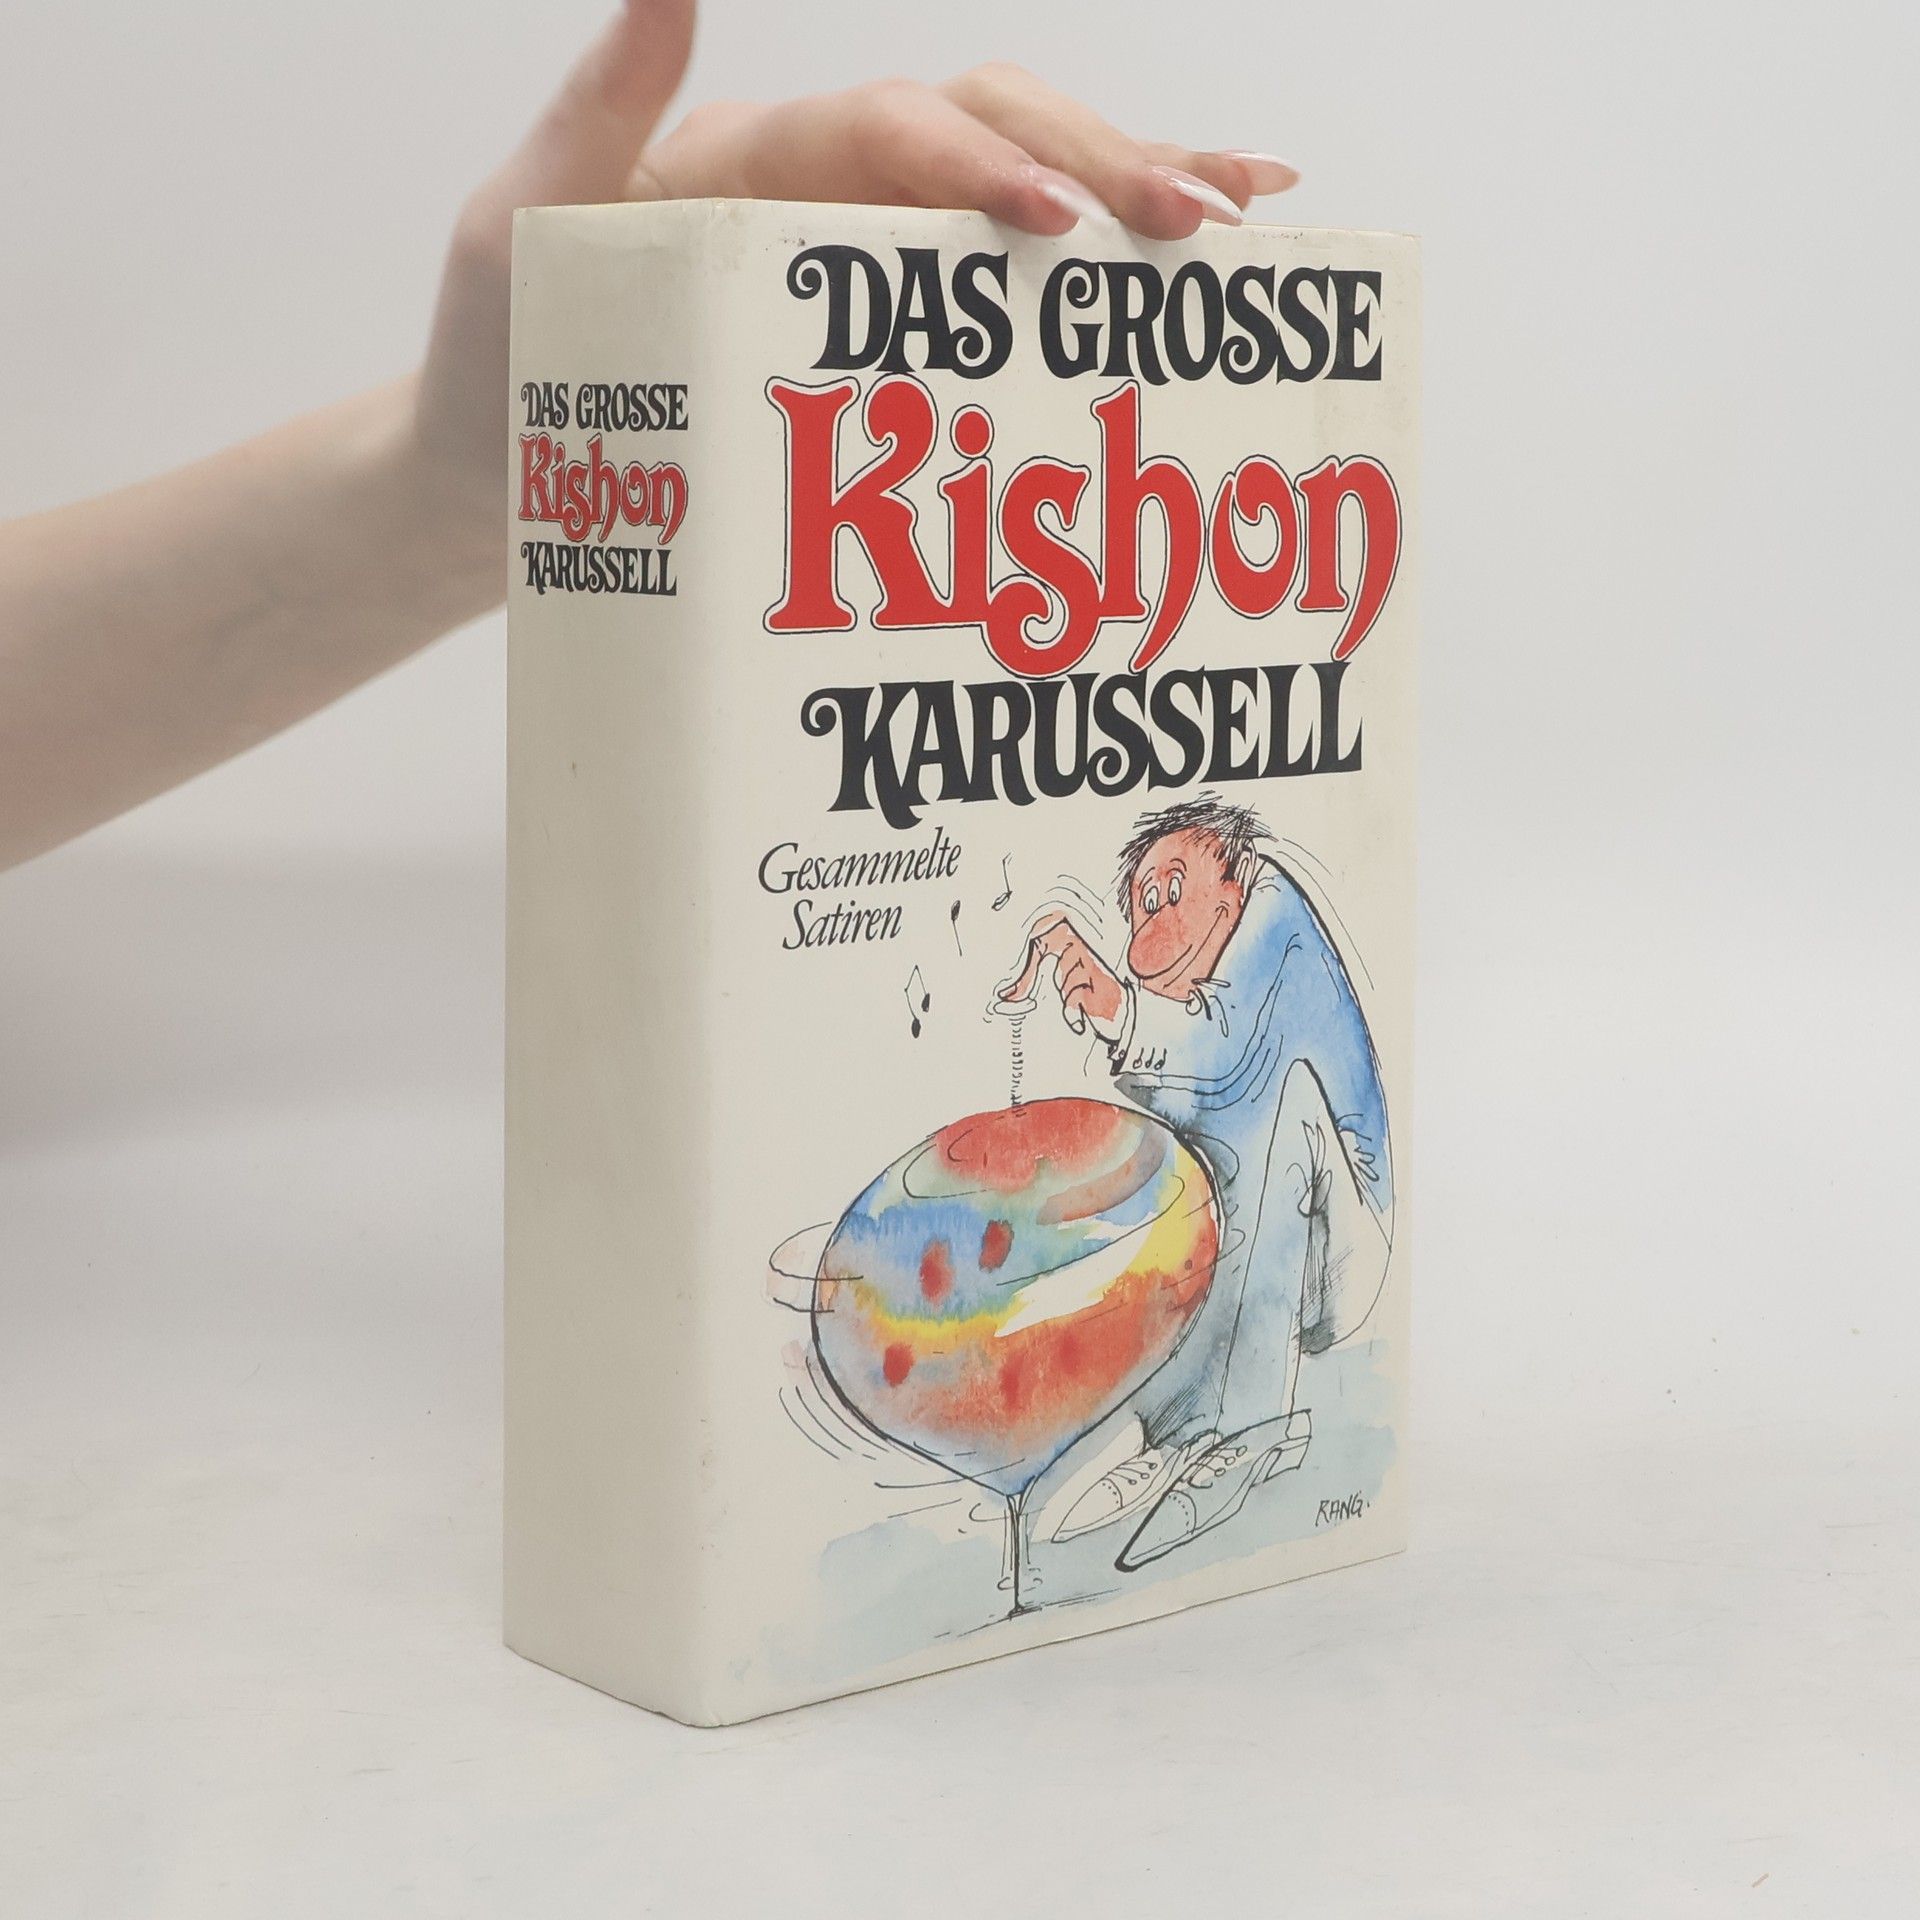 DAS GROSSE
Kishon
KARUSSELL
DAS GROSSE
Kishon
KARUSSELL
Gesammelte
Satiren
RANG.